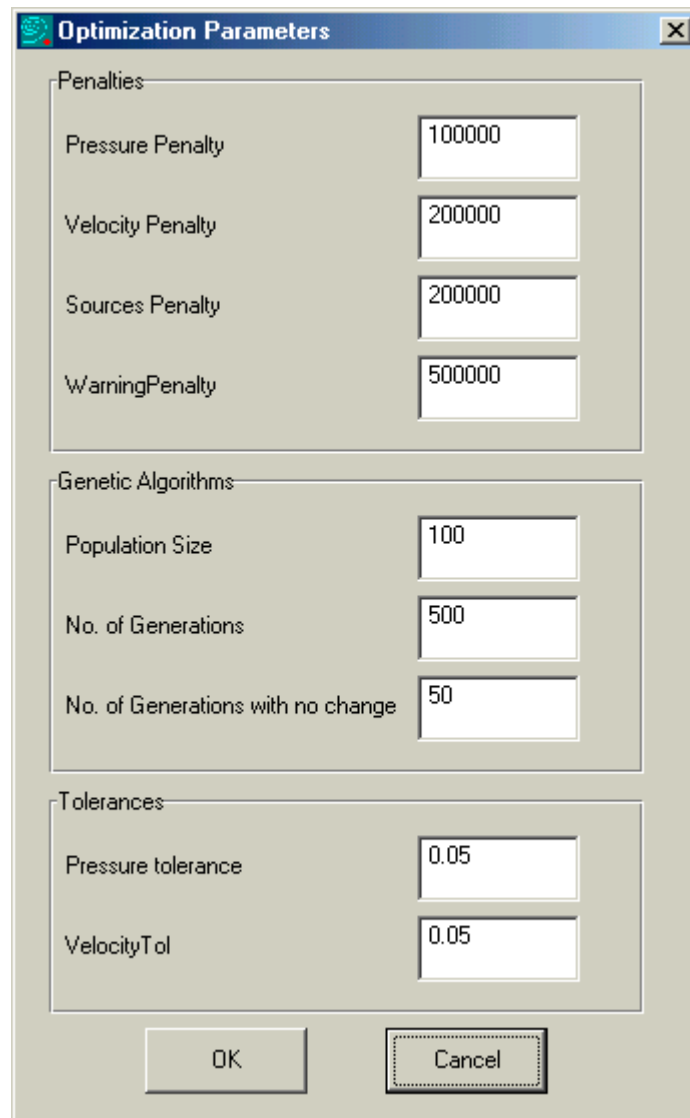 Optimization Parameters
Penalties
Pressure Penalty 100000
Velocity Penalty 200000
Sources Penalty 200000
WarningPenalty 500000
Genetic Algorithms
Population Size 100
No. of Generations 500
No. of Generations with no change 50
Tolerances
Pressure tolerance 0.05
VelocityTol 0.05
OK Cancel